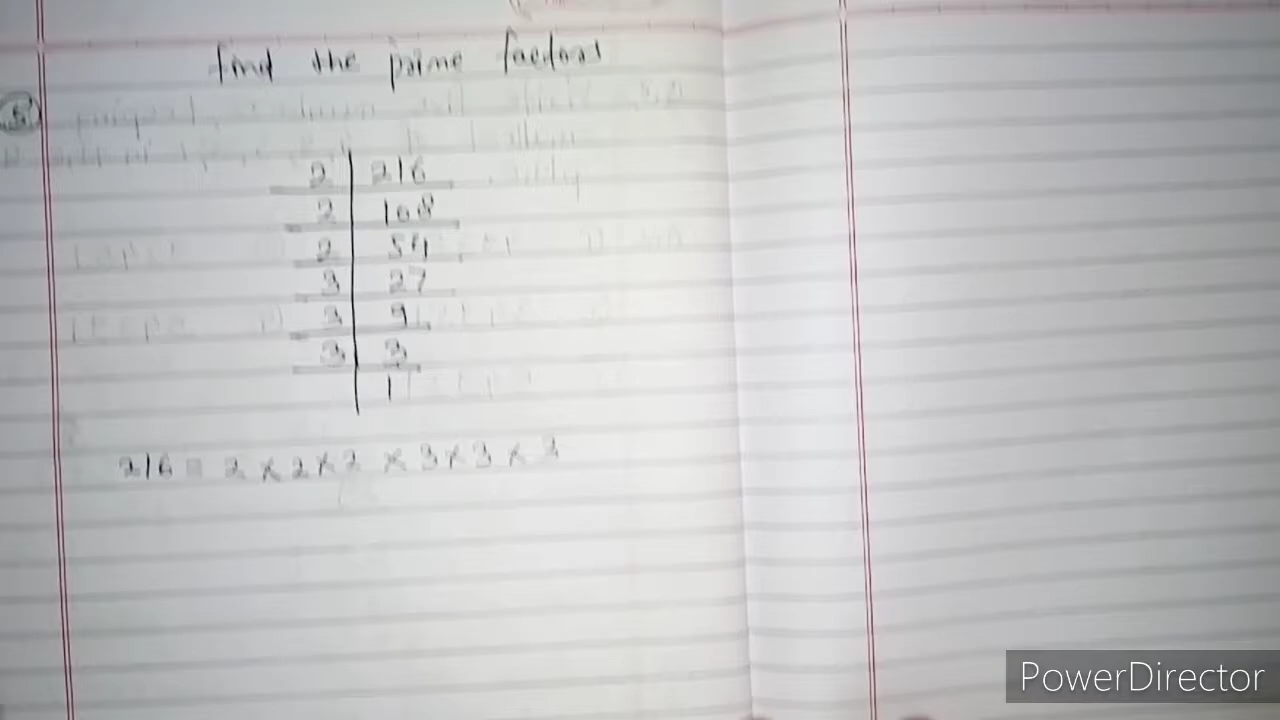 find the prime factors
2 | 216
2 | 108
2 | 54
3 | 27
3 | 9
3 | 3
1
216 = 2 × 2 × 2 × 3 × 3 × 3
PowerDirector